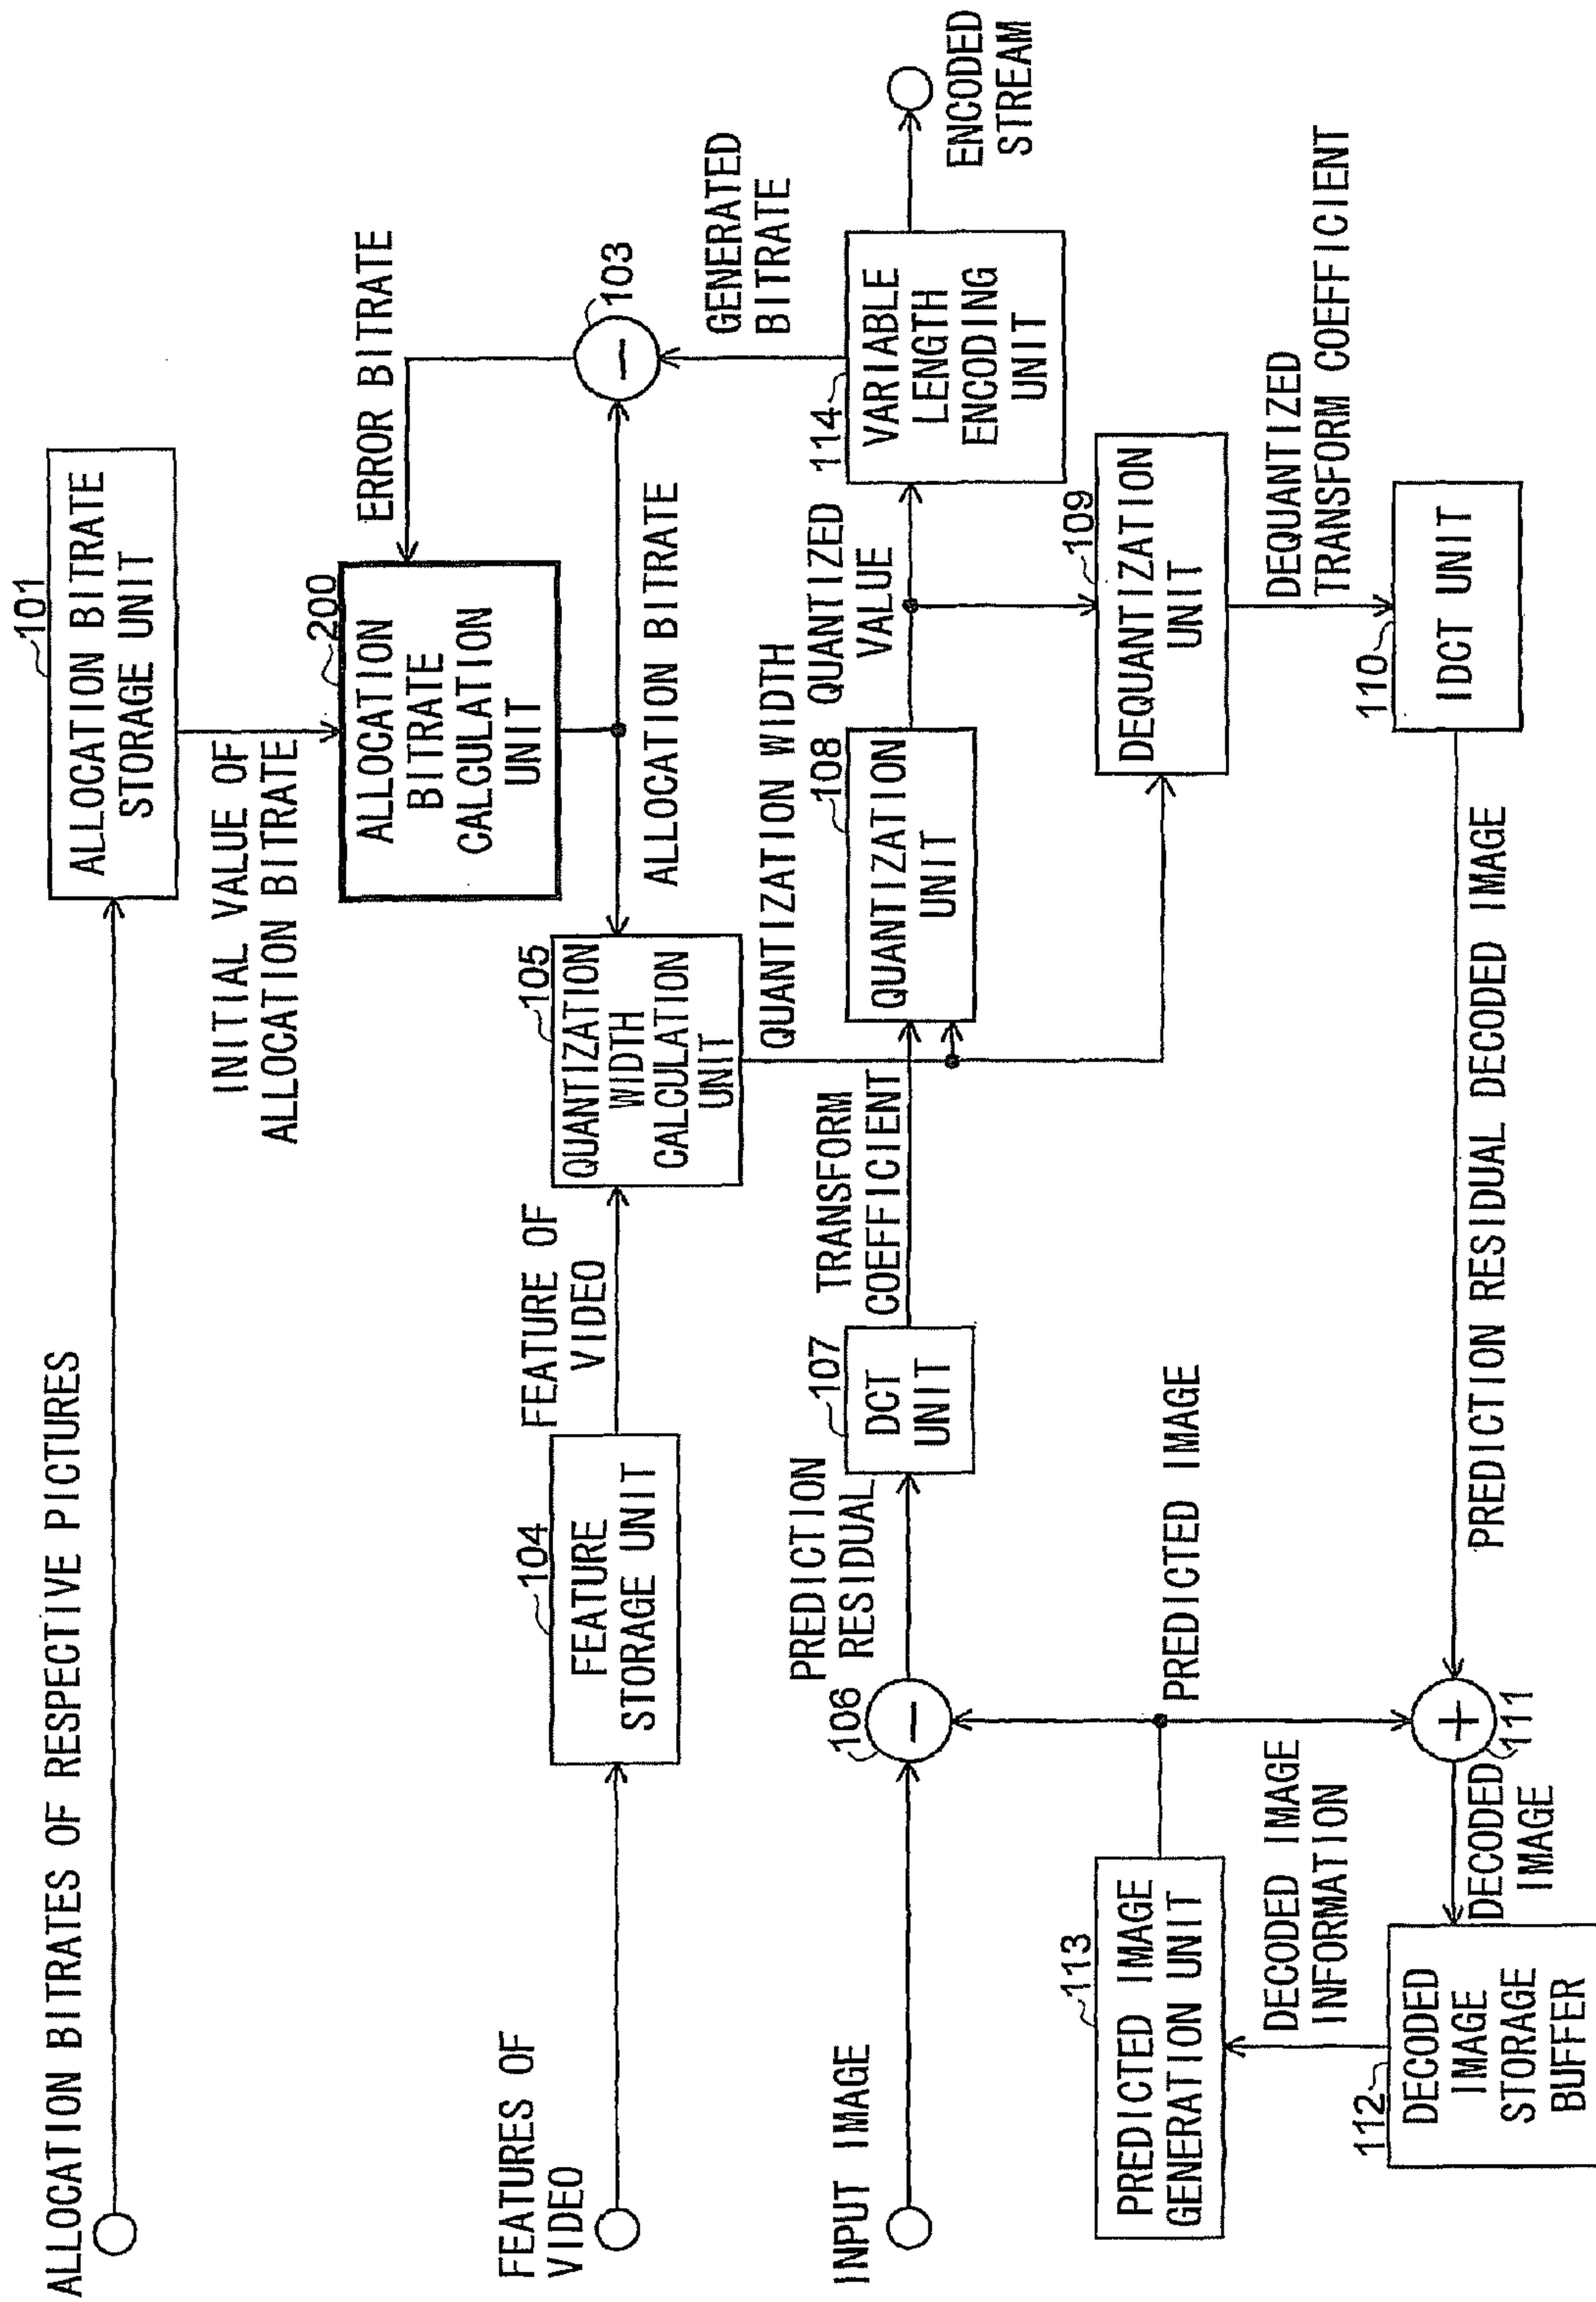 ALLOCATION BITRATES OF RESPECTIVE PICTURES
101
ALLOCATION BITRATE
STORAGE UNIT
INITIAL VALUE OF
ALLOCATION BITRATE
200
ALLOCATION
BITRATE
CALCULATION
UNIT
ERROR BITRATE
103
−
ALLOCATION BITRATE
GENERATED
BITRATE
FEATURES OF
VIDEO
104
FEATURE
STORAGE UNIT
FEATURE OF
VIDEO
105
QUANTIZATION
WIDTH
CALCULATION
UNIT
QUANTIZATION WIDTH
INPUT IMAGE
106
−
PREDICTION
RESIDUAL
107
DCT
UNIT
TRANSFORM
COEFFICIENT
108
QUANTIZATION
UNIT
QUANTIZED
VALUE
114
VARIABLE
LENGTH
ENCODING
UNIT
ENCODED
STREAM
109
DEQUANTIZATION
UNIT
DEQUANTIZED
TRANSFORM COEFFICIENT
110
IDCT UNIT
PREDICTION RESIDUAL DECODED IMAGE
PREDICTED IMAGE
113
PREDICTED IMAGE
GENERATION UNIT
DECODED IMAGE
INFORMATION
+
111
DECODED
IMAGE
112
DECODED
IMAGE
STORAGE
BUFFER